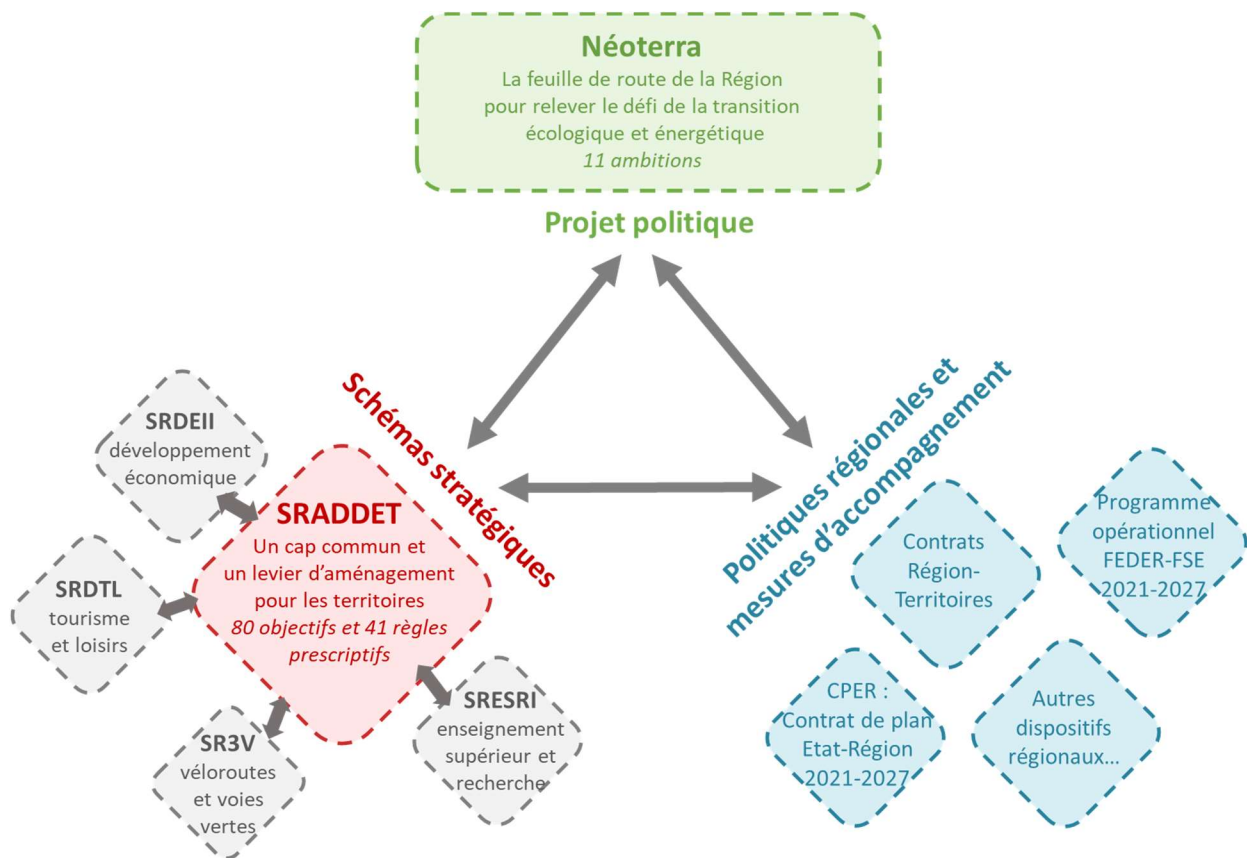 Néoterra
La feuille de route de la Région
pour relever le défi de la transition
écologique et énergétique
11 ambitions
Projet politique
Schémas stratégiques
SRDEII
développement
économique
SRADDET
Un cap commun et
un levier d’aménagement
pour les territoires
80 objectifs et 41 règles
prescriptifs
SRDTL
tourisme
et loisirs
SR3V
véloroutes
et voies
vertes
SRESRI
enseignement
supérieur et
recherche
Politiques régionales et
mesures d’accompagnement
Contrats
Région-
Territoires
Programme
opérationnel
FEDER-FSE
2021-2027
CPER :
Contrat de plan
Etat-Région
2021-2027
Autres
dispositifs
régionaux...